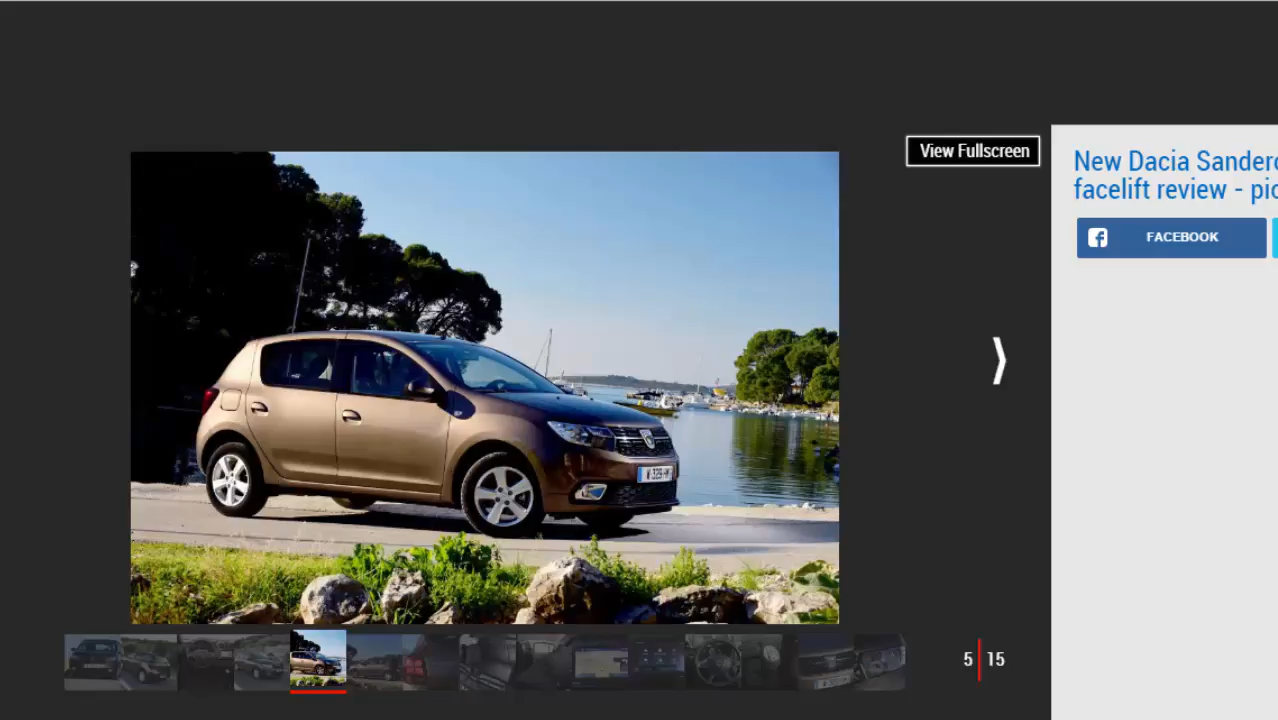 View Fullscreen
New Dacia Sandero
facelift review - pic
FACEBOOK
5 15